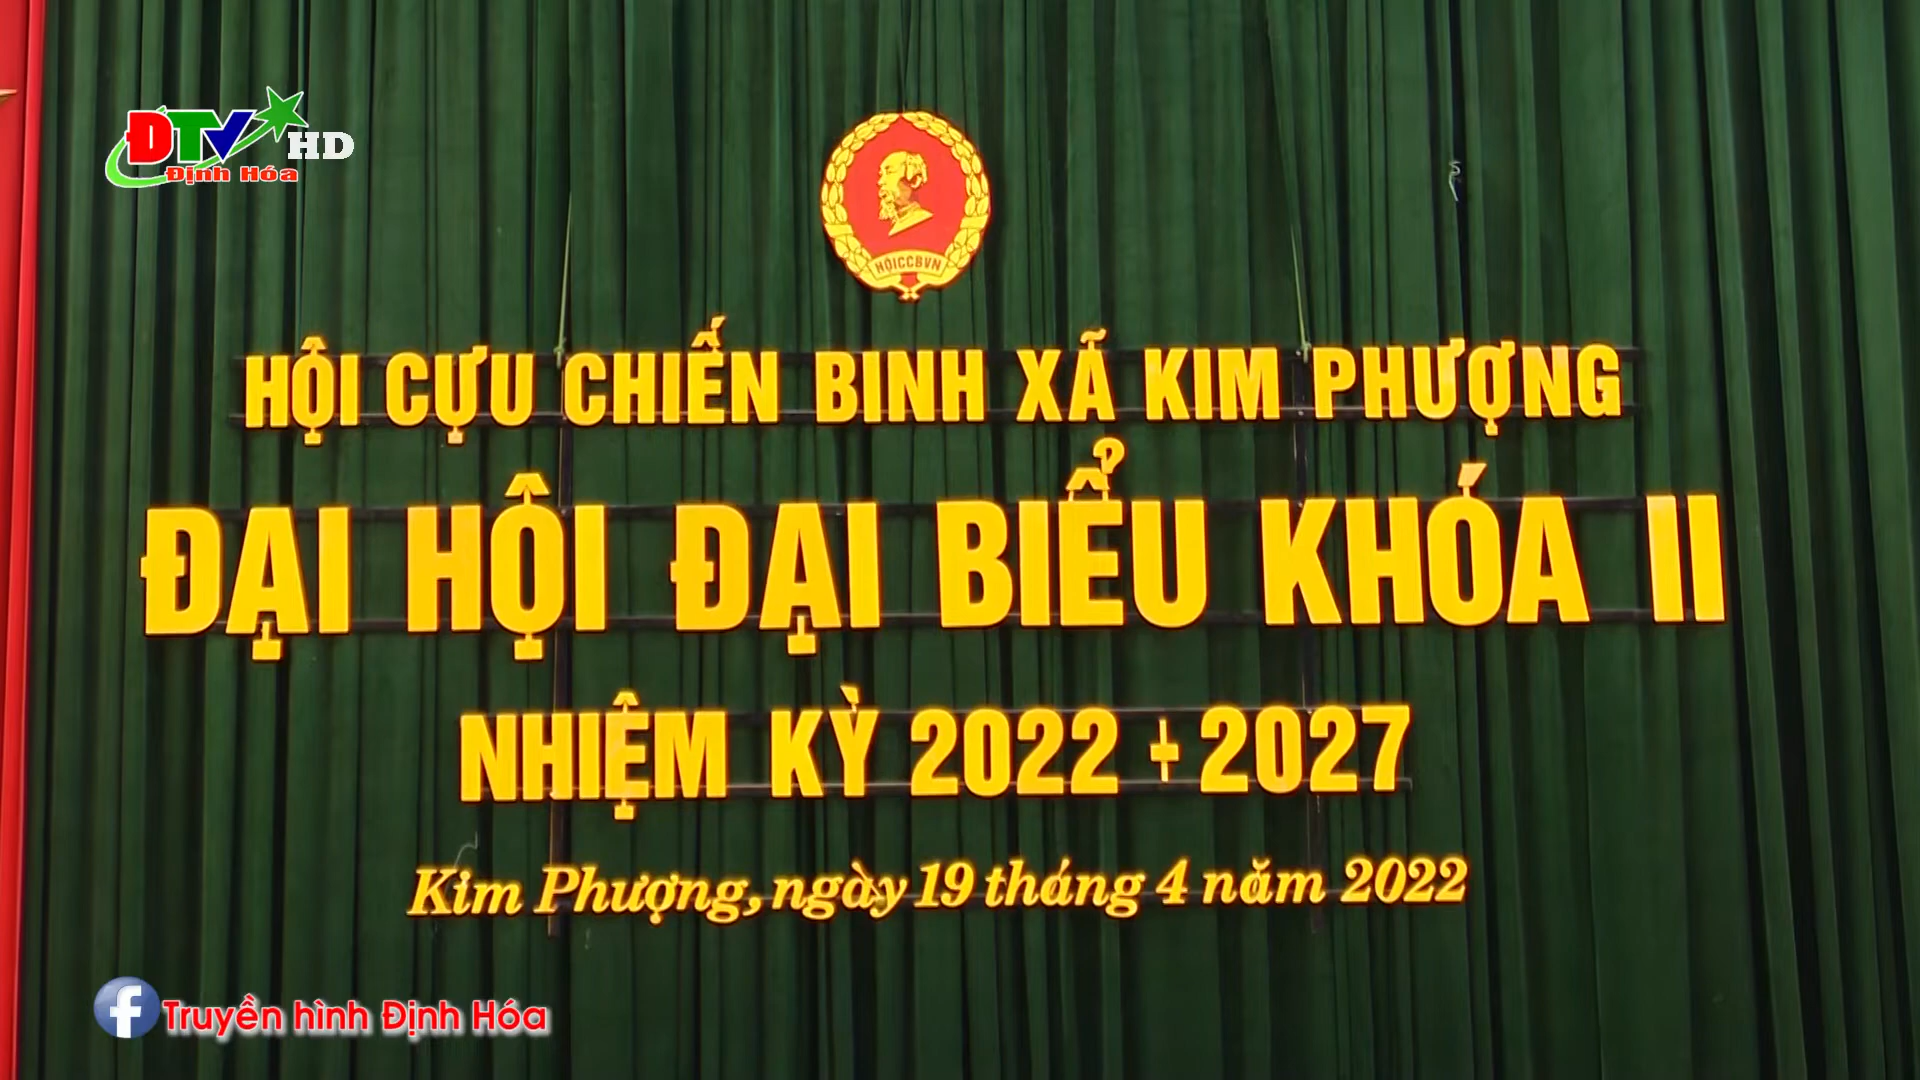 ĐTV HD
Định Hóa
HỘICCBVN
HỘI CỰU CHIẾN BINH XÃ KIM PHƯỢNG
ĐẠI HỘI ĐẠI BIỂU KHÓA II
NHIỆM KỲ 2022 - 2027
Kim Phượng, ngày 19 tháng 4 năm 2022
f Truyền hình Định Hóa